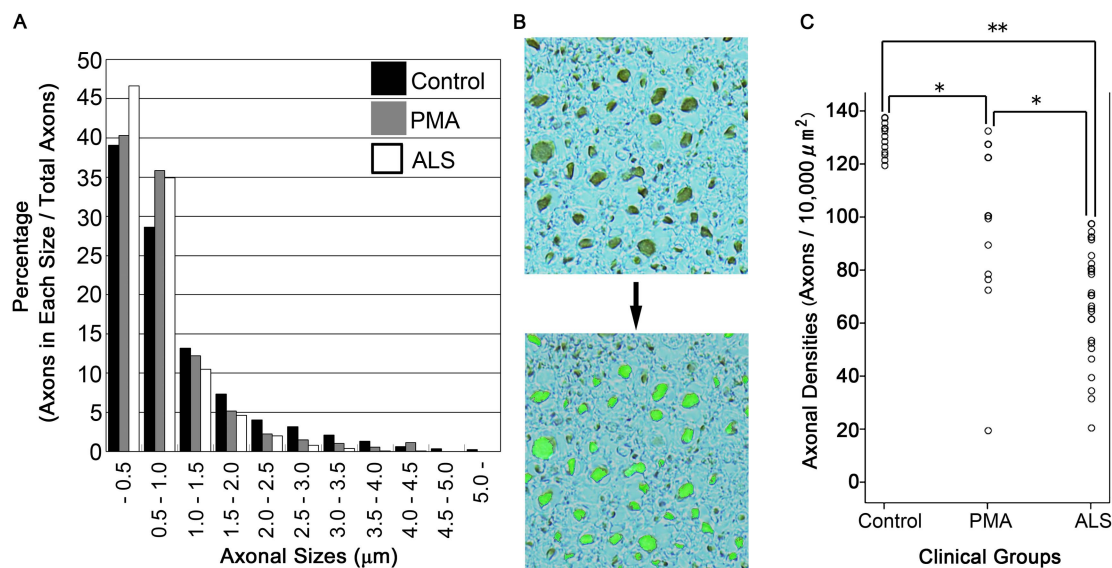 A
50
45
40
35
30
25
20
15
10
5
0
Percentage
(Axons in Each Size / Total Axons)
Control
PMA
ALS
- 0.5
0.5 - 1.0
1.0 - 1.5
1.5 - 2.0
2.0 - 2.5
2.5 - 3.0
3.0 - 3.5
3.5 - 4.0
4.0 - 4.5
4.5 - 5.0
5.0 -
Axonal Sizes (μm)
B
C
**
*
*
140
120
100
80
60
40
20
0
Axonal Densities (Axons / 10,000 μm²)
Control
PMA
ALS
Clinical Groups